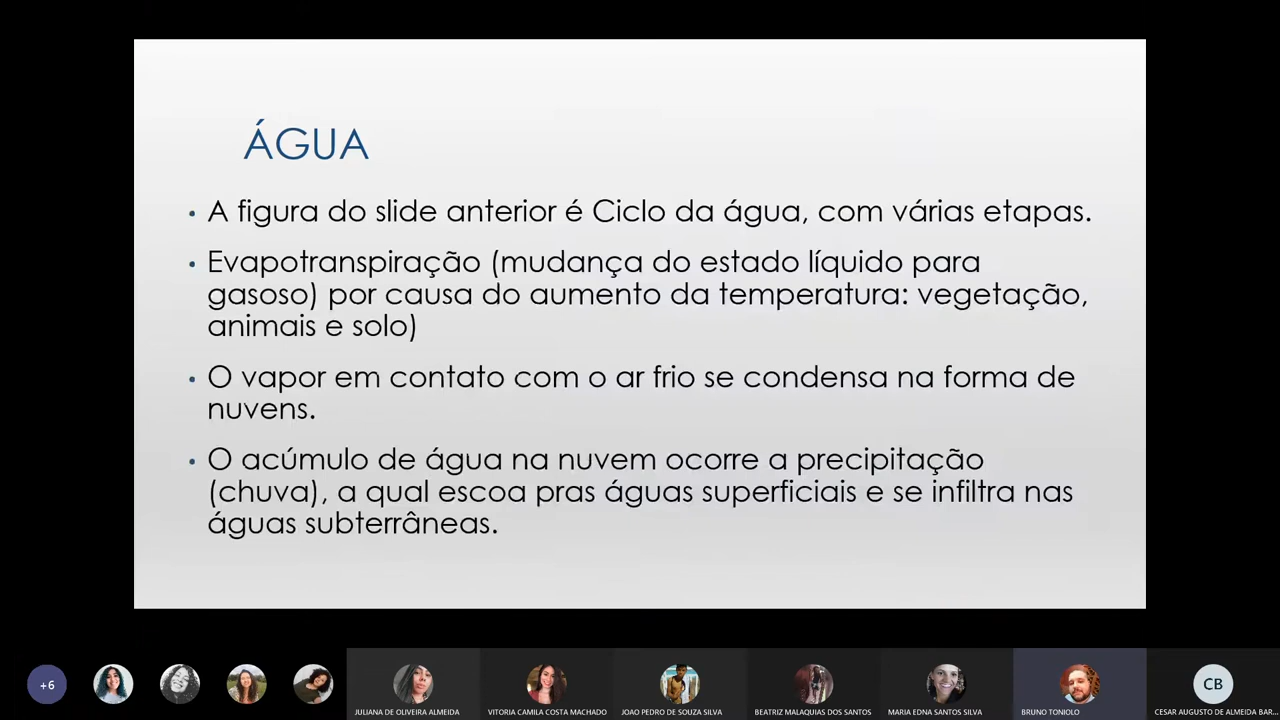 ÁGUA
• A figura do slide anterior é Ciclo da água, com várias etapas.
• Evapotranspiração (mudança do estado líquido para
gasoso) por causa do aumento da temperatura: vegetação,
animais e solo)
• O vapor em contato com o ar frio se condensa na forma de
nuvens.
• O acúmulo de água na nuvem ocorre a precipitação
(chuva), a qual escoa pras águas superficiais e se infiltra nas
águas subterrâneas.
+6
CB
JULIANA DE OLIVEIRA ALMEIDA
VITORIA CAMILA COSTA MACHADO
JOAO PEDRO DE SOUZA SILVA
BEATRIZ MALAQUIAS DOS SANTOS
MARIA EDNA SANTOS SILVA
BRUNO TONIOLO
CESAR AUGUSTO DE ALMEIDA BAR...